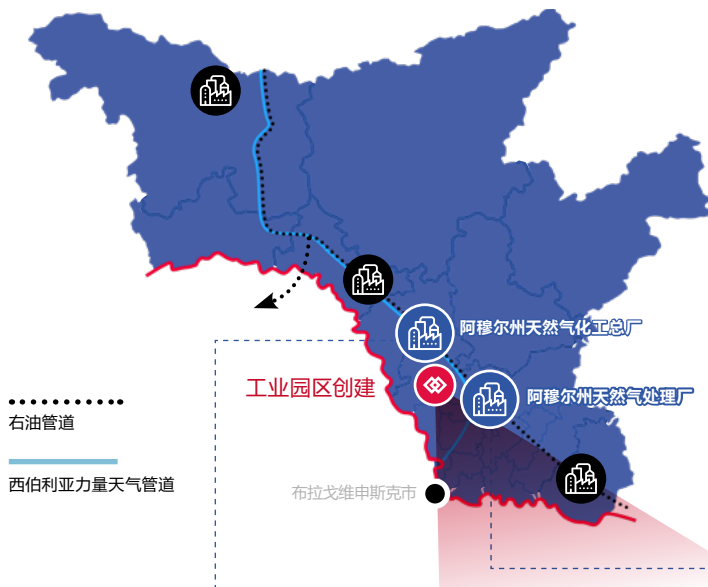 阿穆尔州天然气化工总厂
工业园区创建
阿穆尔州天然气处理厂
右油管道
西伯利亚力量天气管道
布拉戈维申斯克市